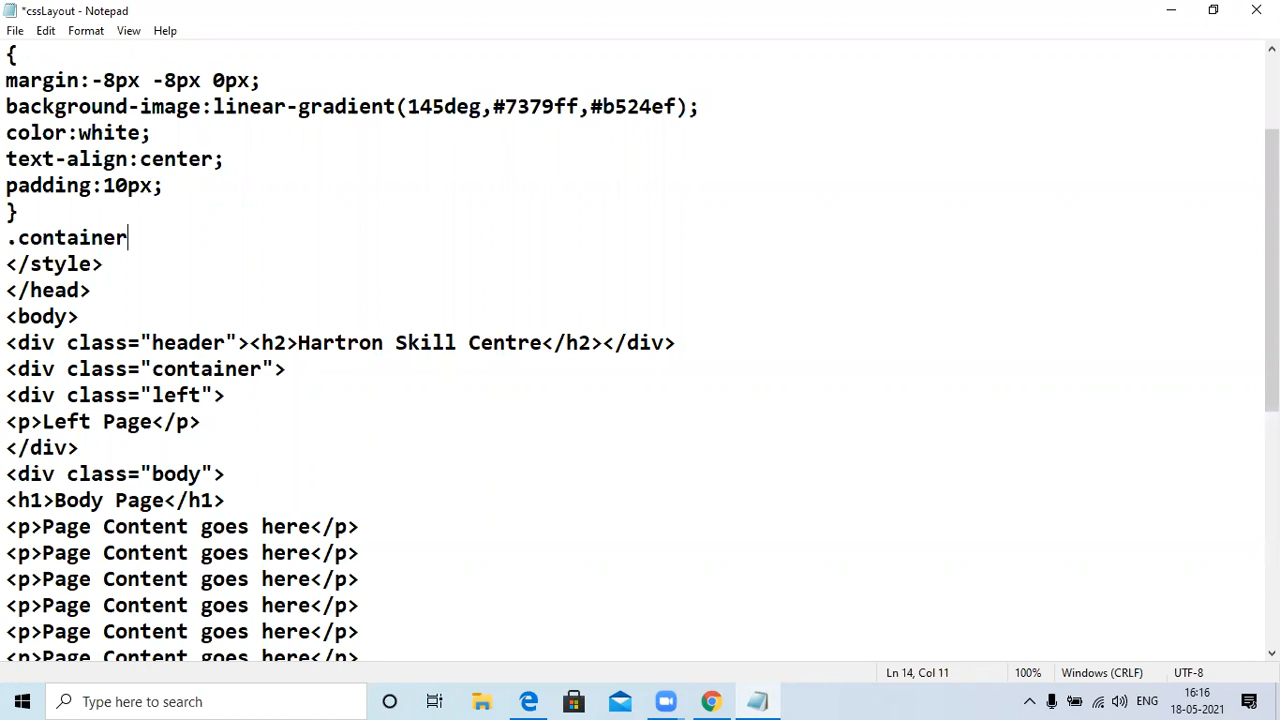 *cssLayout - Notepad
File Edit Format View Help
{
margin:-8px -8px 0px;
background-image:linear-gradient(145deg,#7379ff,#b524ef);
color:white;
text-align:center;
padding:10px;
}
.container
</style>
</head>
<body>
<div class="header"><h2>Hartron Skill Centre</h2></div>
<div class="container">
<div class="left">
<p>Left Page</p>
</div>
<div class="body">
<h1>Body Page</h1>
<p>Page Content goes here</p>
<p>Page Content goes here</p>
<p>Page Content goes here</p>
<p>Page Content goes here</p>
<p>Page Content goes here</p>
<p>Page Content goes here</p>
Ln 14, Col 11 100% Windows (CRLF) UTF-8
Type here to search
ENG
16:16
18-05-2021